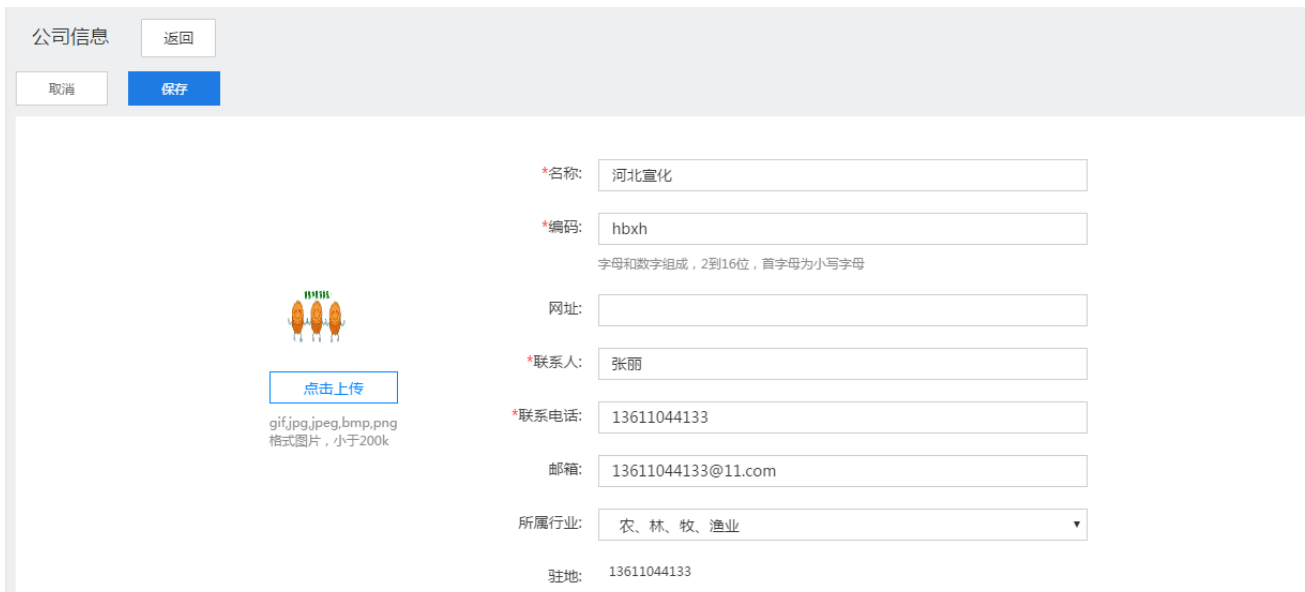 公司信息 返回
取消 保存
*名称: 河北宣化
*编码: hbxh
字母和数字组成，2到16位，首字母为小写字母
网址:
*联系人: 张丽
点击上传
*联系电话: 13611044133
gif,jpg,jpeg,bmp,png
格式图片，小于200k
邮箱: 13611044133@11.com
所属行业: 农、林、牧、渔业
驻地: 13611044133